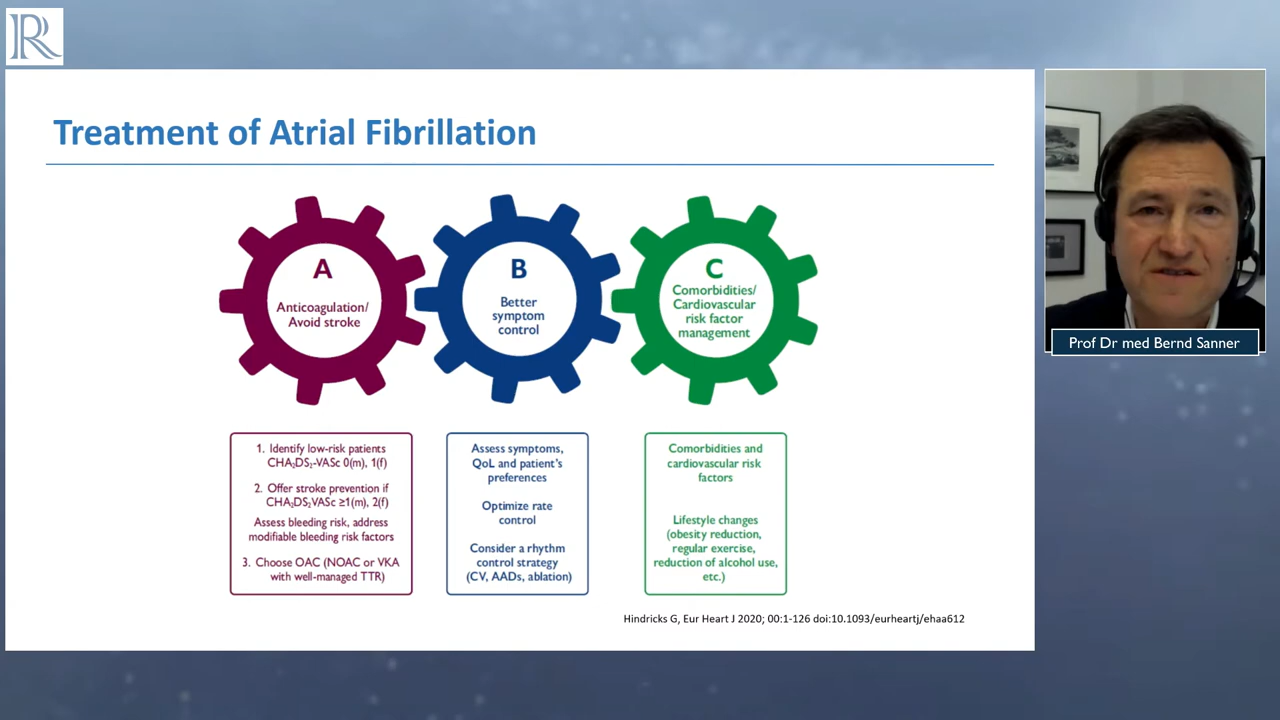 R
Treatment of Atrial Fibrillation
A
Anticoagulation/
Avoid stroke
B
Better
symptom
control
C
Comorbidities/
Cardiovascular
risk factor
management
1. Identify low-risk patients
CHA₂DS₂-VASc 0(m), 1(f)
2. Offer stroke prevention if
CHA₂DS₂VASc ≥1(m), 2(f)
Assess bleeding risk, address
modifiable bleeding risk factors
3. Choose OAC (NOAC or VKA
with well-managed TTR)
Assess symptoms,
QoL and patient's
preferences
Optimize rate
control
Consider a rhythm
control strategy
(CV, AADs, ablation)
Comorbidities and
cardiovascular risk
factors
Lifestyle changes
(obesity reduction,
regular exercise,
reduction of alcohol use,
etc.)
Hindricks G, Eur Heart J 2020; 00:1-126 doi:10.1093/eurheartj/ehaa612
Prof Dr med Bernd Sanner